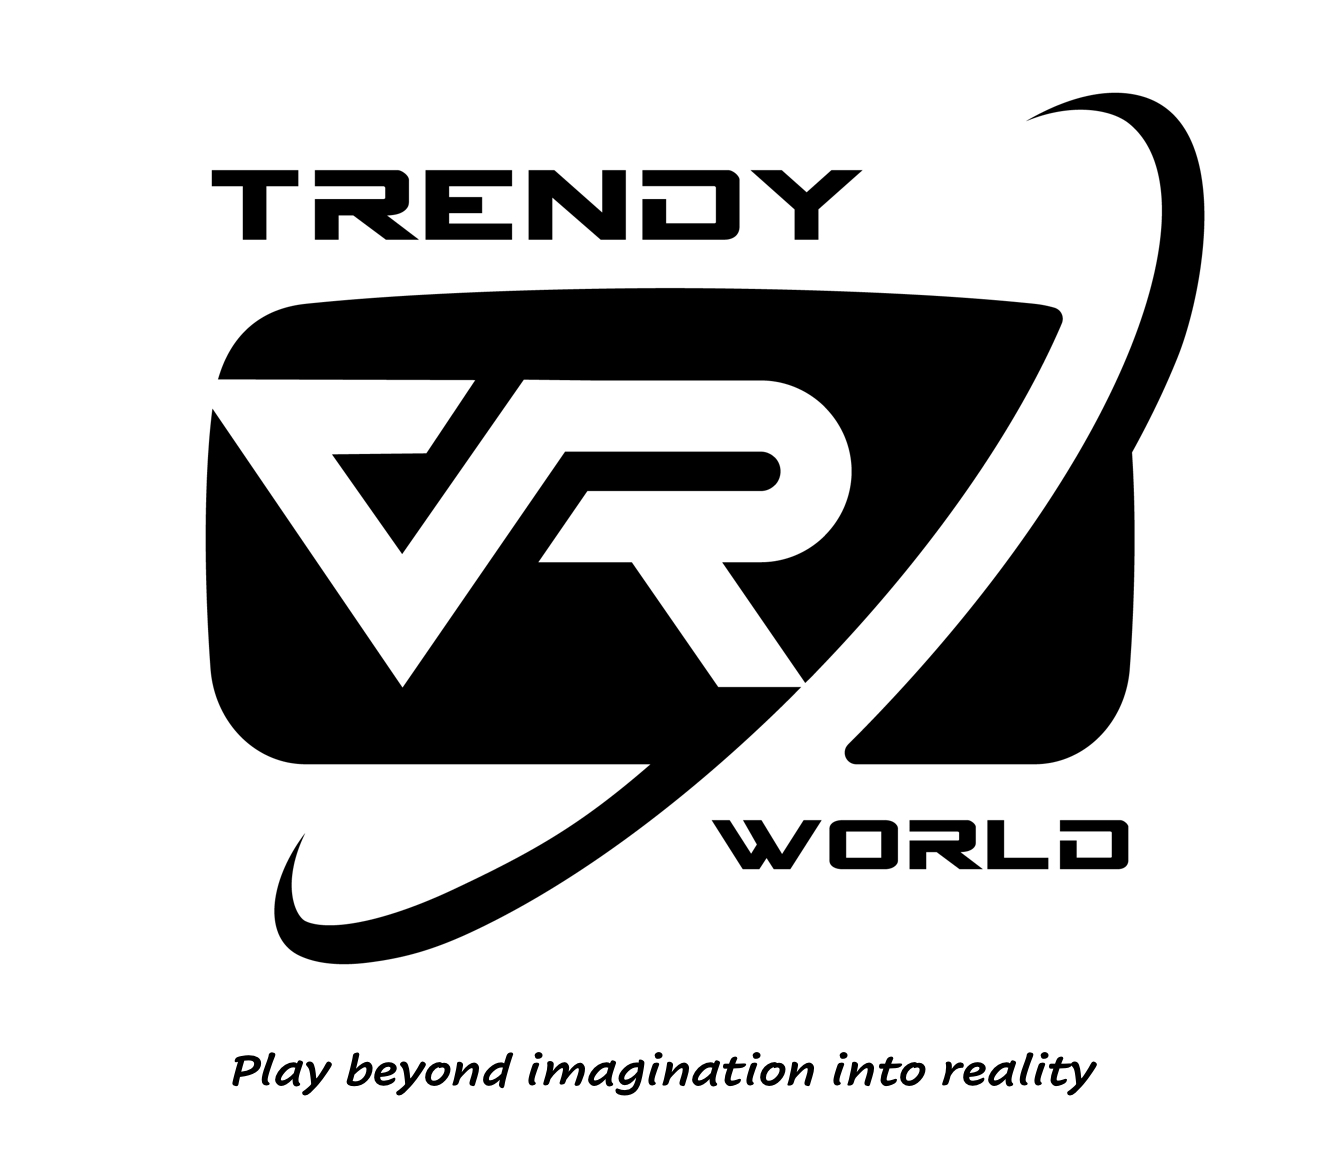 TRENDY
VR
WORLD
Play beyond imagination into reality